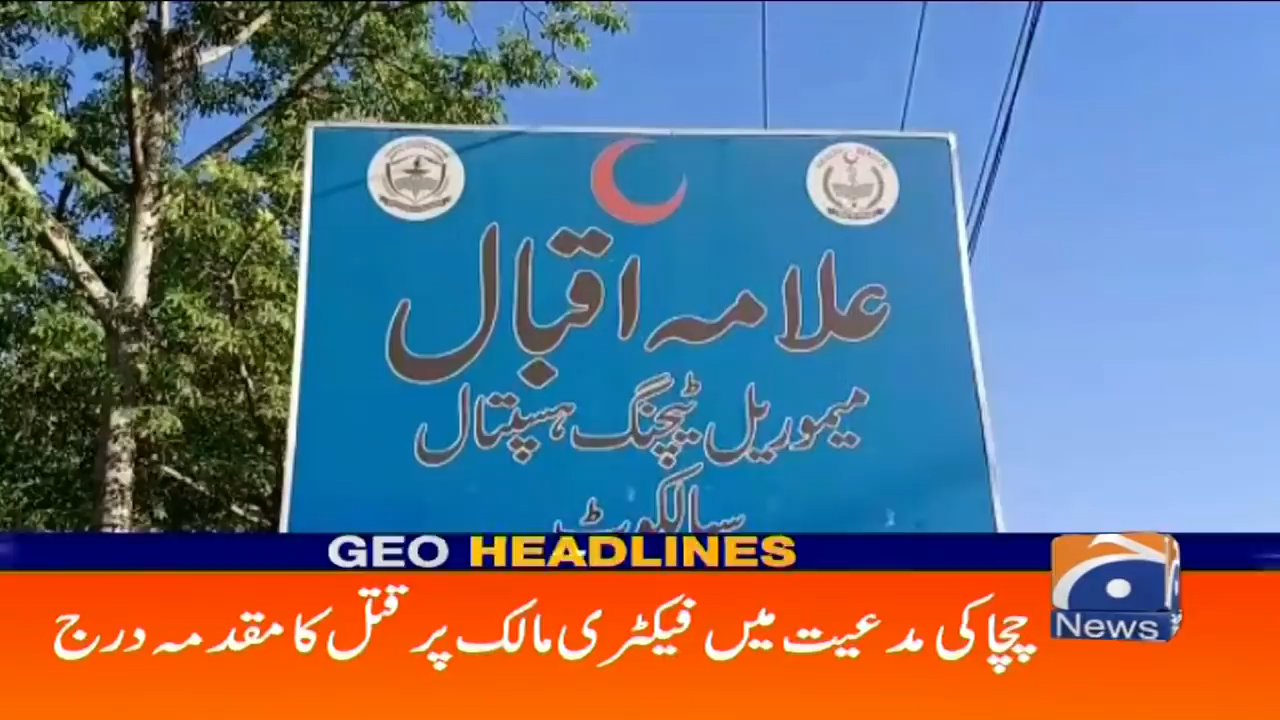 علامہ اقبال
میموریل ٹیچنگ ہسپتال
سیالکوٹ
GEO HEADLINES
چچا کی مدعیت میں فیکٹری مالک پر قتل کا مقدمہ درج
News